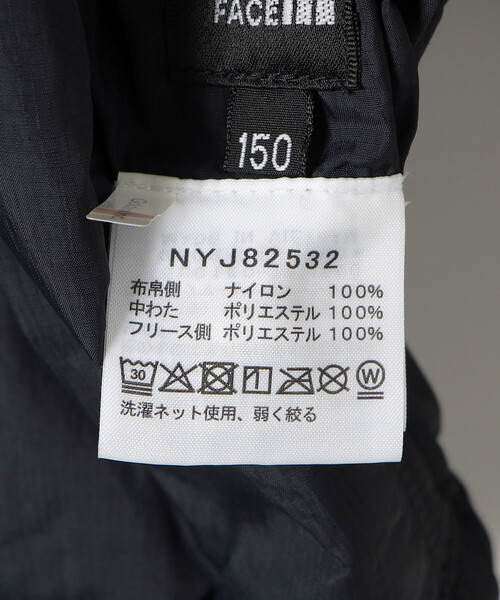 FACE
150
NYJ82532
布帛側 ナイロン 100%
中わた ポリエステル 100%
フリース側 ポリエステル 100%
30
W
洗濯ネット使用、弱く絞る